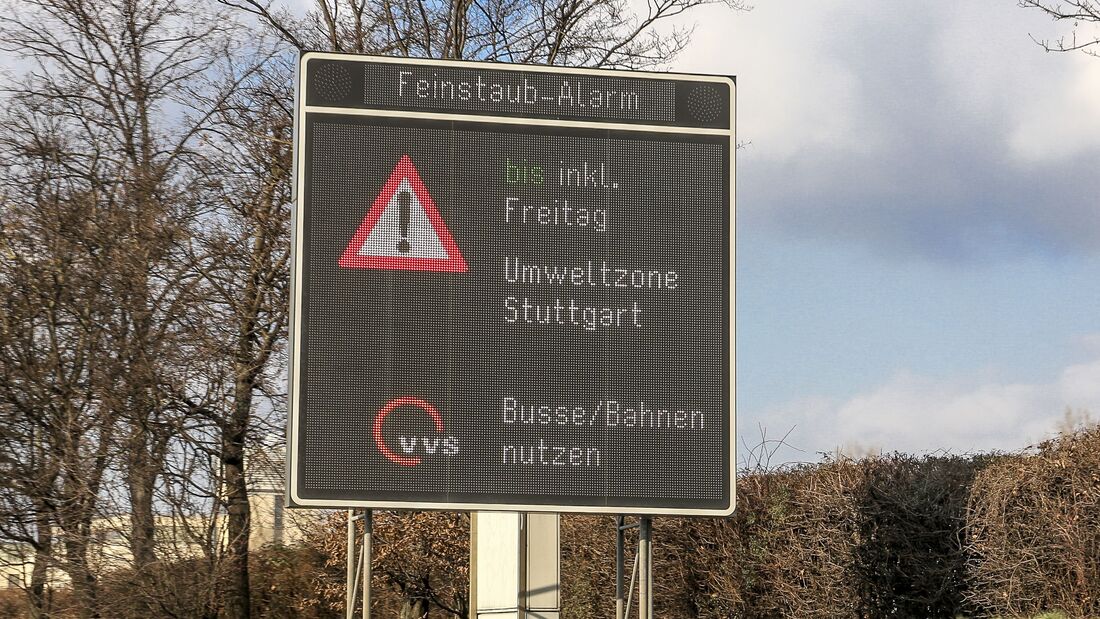 Feinstaub-Alarm
bis inkl.
Freitag
Umweltzone
Stuttgart
vvs
Busse/Bahnen
nutzen